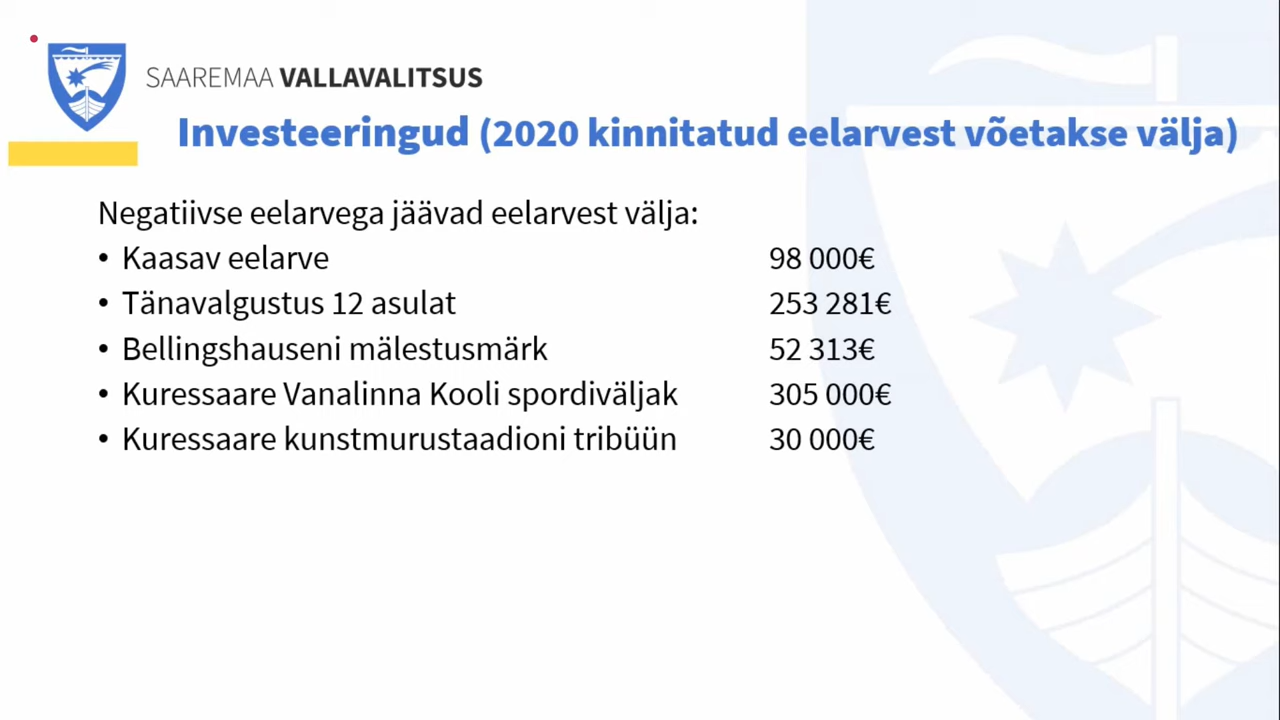 SAAREMAA VALLAVALITSUS
Investeeringud (2020 kinnitatud eelarvest võetakse välja)
Negatiivse eelarvega jäävad eelarvest välja:
• Kaasav eelarve 98 000€
• Tänavalgustus 12 asulat 253 281€
• Bellingshauseni mälestusmärk 52 313€
• Kuressaare Vanalinna Kooli spordiväljak 305 000€
• Kuressaare kunstmurustaadioni tribüün 30 000€